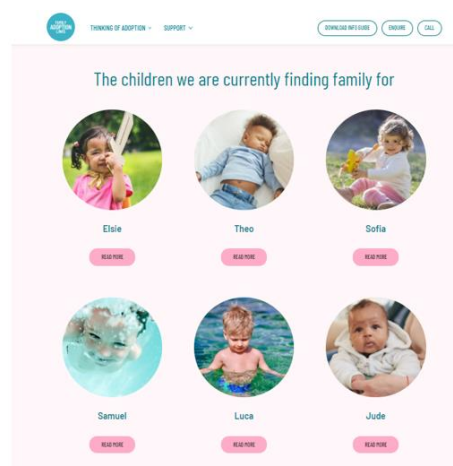 FAMILY
ADOPTION
LINKS
THINKING OF ADOPTION
SUPPORT
DOWNLOAD INFO GUIDE
ENQUIRE
CALL
The children we are currently finding family for
Elsie
Theo
Sofia
READ MORE
READ MORE
READ MORE
Samuel
Luca
Jude
READ MORE
READ MORE
READ MORE